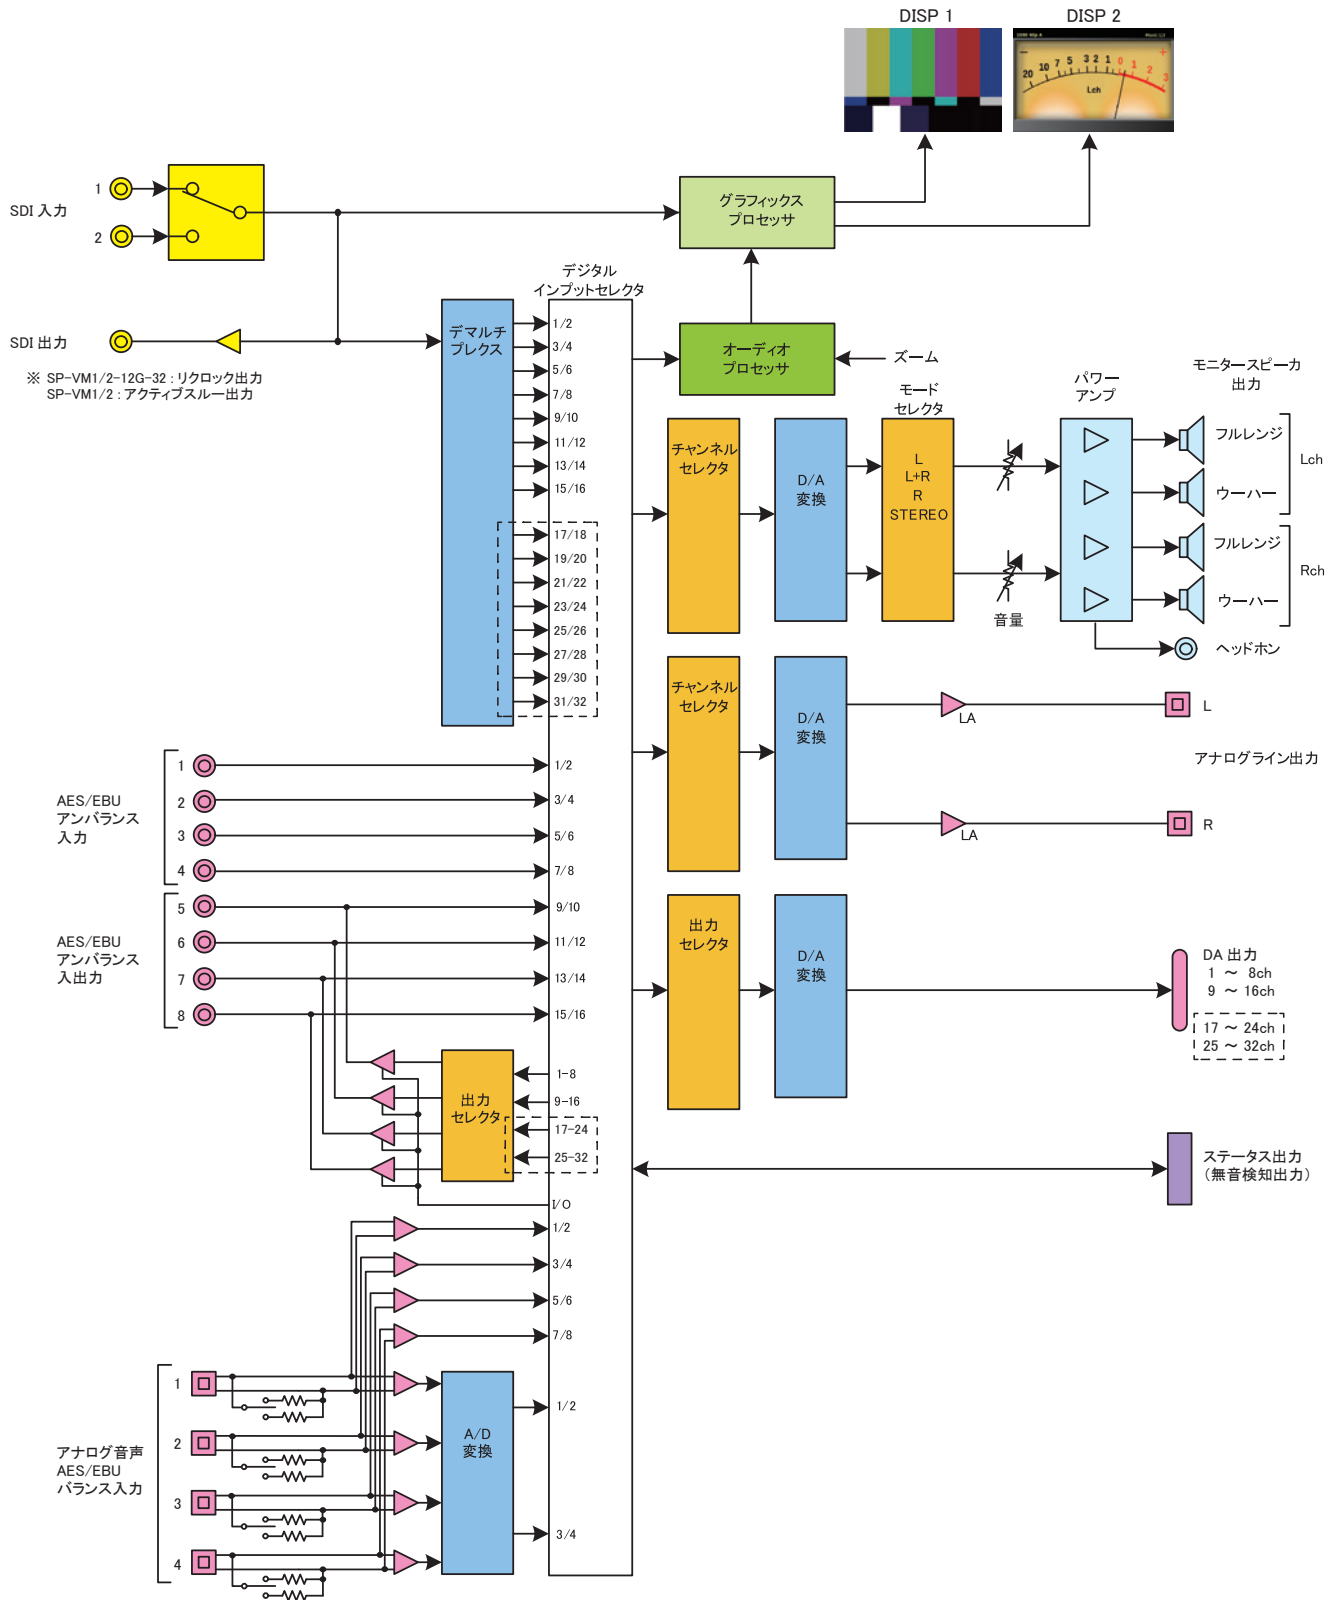 DISP 1
DISP 2
20 10 7 5 3 2 1 0 1 2 3
− +
Lch
SDI 入力
1
2
グラフィックス
プロセッサ
デジタル
インプットセレクタ
SDI 出力
※ SP-VM1/2-12G-32 : リクロック出力
SP-VM1/2 : アクティブスルー出力
デマルチ
プレクス
1/2
3/4
5/6
7/8
9/10
11/12
13/14
15/16
17/18
19/20
21/22
23/24
25/26
27/28
29/30
31/32
オーディオ
プロセッサ
ズーム
チャンネル
セレクタ
D/A
変換
モード
セレクタ
L
L+R
R
STEREO
音量
パワー
アンプ
モニタースピーカ
出力
フルレンジ
ウーハー
Lch
フルレンジ
ウーハー
Rch
ヘッドホン
チャンネル
セレクタ
D/A
変換
LA
L
アナログライン出力
LA
R
AES/EBU
アンバランス
入力
1
2
3
4
1/2
3/4
5/6
7/8
AES/EBU
アンバランス
入出力
5
6
7
8
9/10
11/12
13/14
15/16
出力
セレクタ
D/A
変換
DA 出力
1 ～ 8ch
9 ～ 16ch
17 ～ 24ch
25 ～ 32ch
出力
セレクタ
1-8
9-16
17-24
25-32
I/O
ステータス出力
(無音検知出力)
1/2
3/4
5/6
7/8
アナログ音声
AES/EBU
バランス入力
1
2
3
4
A/D
変換
1/2
3/4